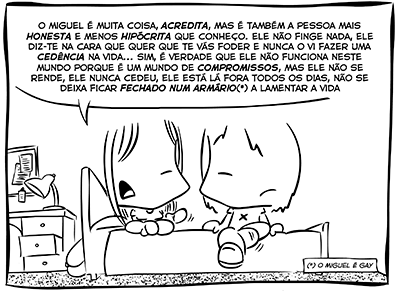 O MIGUEL É MUITA COISA, ACREDITA, MAS É TAMBÉM A PESSOA MAIS
HONESTA E MENOS HIPÓCRITA QUE CONHEÇO. ELE NÃO FINGE NADA, ELE
DIZ-TE NA CARA QUE QUER QUE TE VÁS FODER E NUNCA O VI FAZER UMA
CEDÊNCIA NA VIDA... SIM, É VERDADE QUE ELE NÃO FUNCIONA NESTE
MUNDO PORQUE É UM MUNDO DE COMPROMISSOS, MAS ELE NÃO SE
RENDE, ELE NUNCA CEDEU, ELE ESTÁ LÁ FORA TODOS OS DIAS, NÃO SE
DEIXA FICAR FECHADO NUM ARMÁRIO(*) A LAMENTAR A VIDA
(*) O MIGUEL É GAY